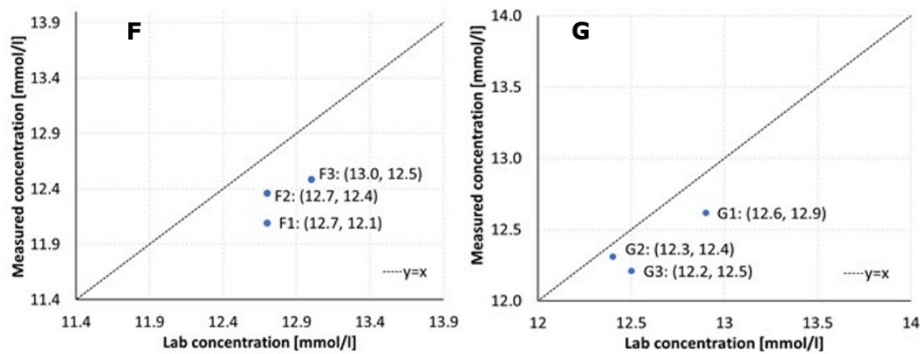 F
Measured concentration [mmol/l]
13.9
13.4
12.9
12.4
11.9
11.4
F3: (13.0, 12.5)
F2: (12.7, 12.4)
F1: (12.7, 12.1)
y=x
11.4 11.9 12.4 12.9 13.4 13.9
Lab concentration [mmol/l]
G
Measured concentration [mmol/l]
14.0
13.5
13.0
12.5
12.0
G1: (12.6, 12.9)
G2: (12.3, 12.4)
G3: (12.2, 12.5)
y=x
12 12.5 13 13.5 14
Lab concentration [mmol/l]